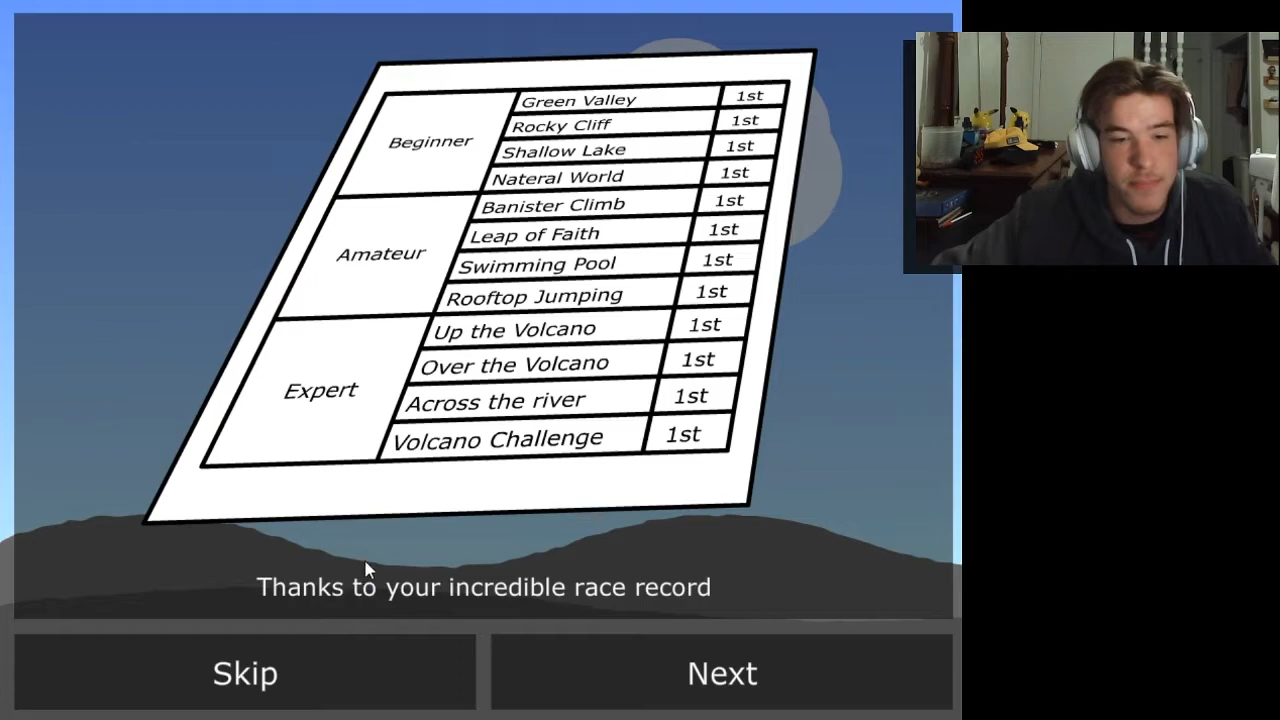 Beginner
Green Valley 1st
Rocky Cliff 1st
Shallow Lake 1st
Nateral World 1st
Amateur
Banister Climb 1st
Leap of Faith 1st
Swimming Pool 1st
Rooftop Jumping 1st
Expert
Up the Volcano 1st
Over the Volcano 1st
Across the river 1st
Volcano Challenge 1st
Thanks to your incredible race record
Skip
Next